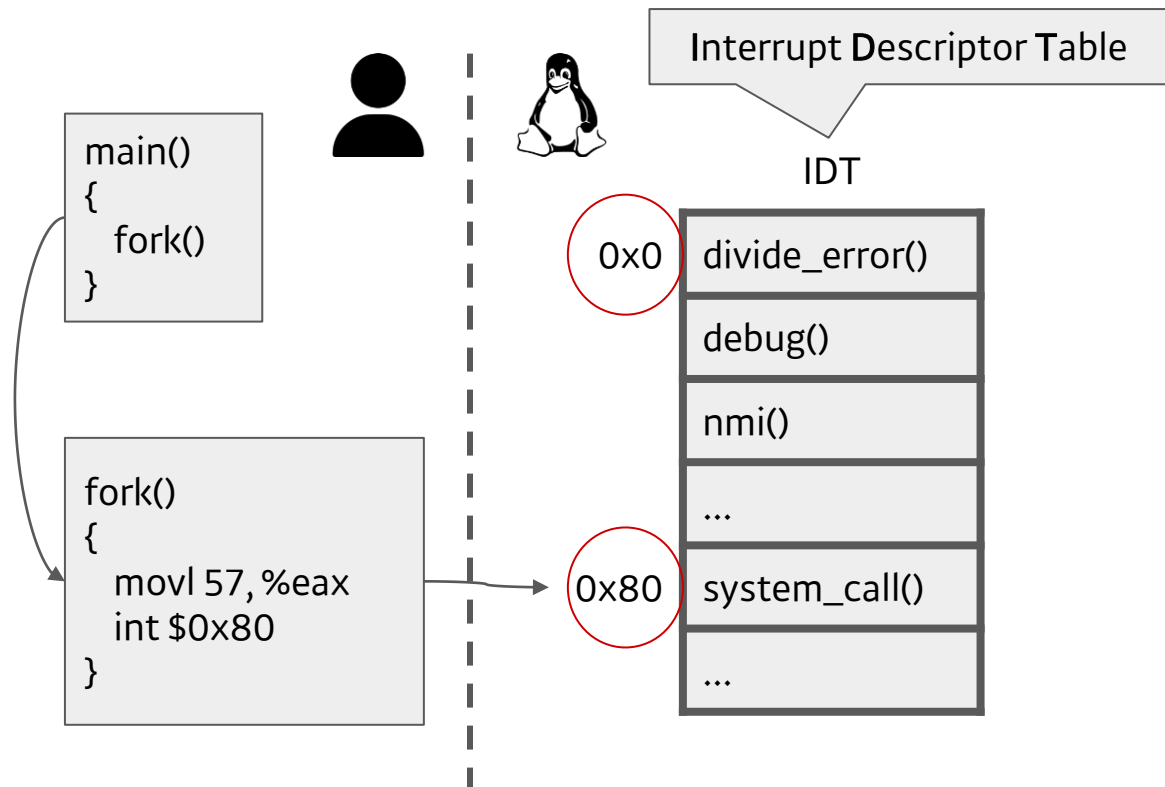 Interrupt Descriptor Table
main()
{
fork()
}
IDT
0x0
divide_error()
debug()
nmi()
...
fork()
{
movl 57, %eax
int $0x80
}
0x80
system_call()
...